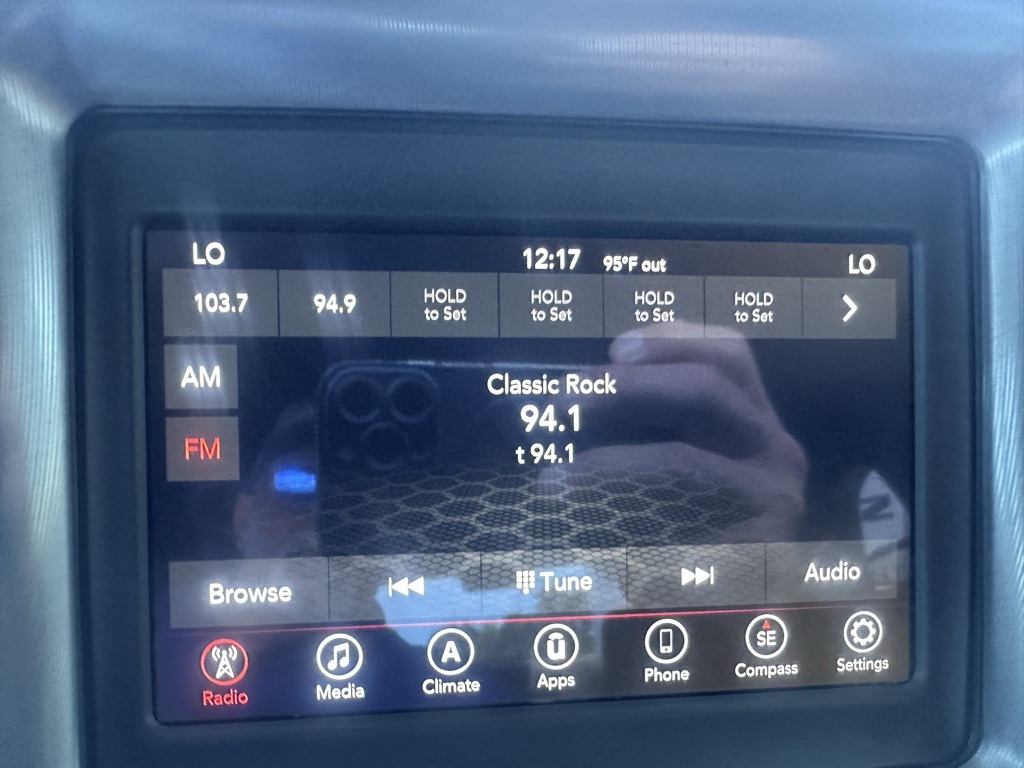 LO 12:17 95°F out LO
103.7 94.9 HOLD to Set HOLD to Set HOLD to Set HOLD to Set
AM
Classic Rock
94.1
FM
t 94.1
Browse Tune Audio
A SE
Radio Media Climate Apps Phone Compass Settings